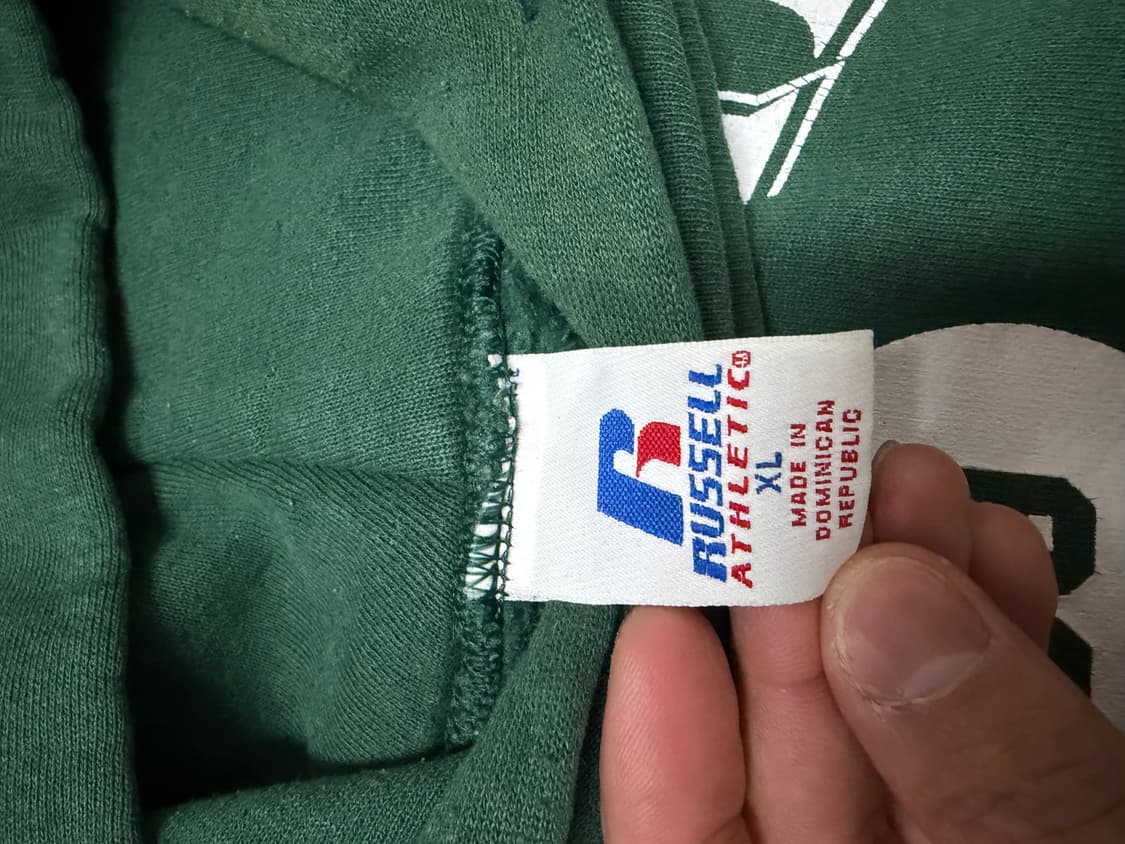 RUSSELL
ATHLETIC®
XL
MADE IN
DOMINICAN
REPUBLIC